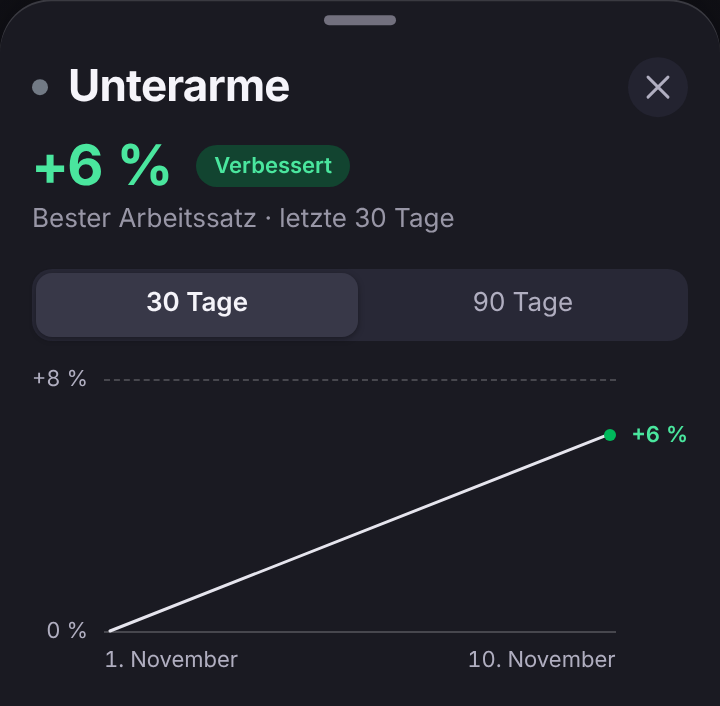 Unterarme
+6 % Verbessert
Bester Arbeitssatz · letzte 30 Tage
30 Tage 90 Tage
+8 %
+6 %
0 %
1. November 10. November